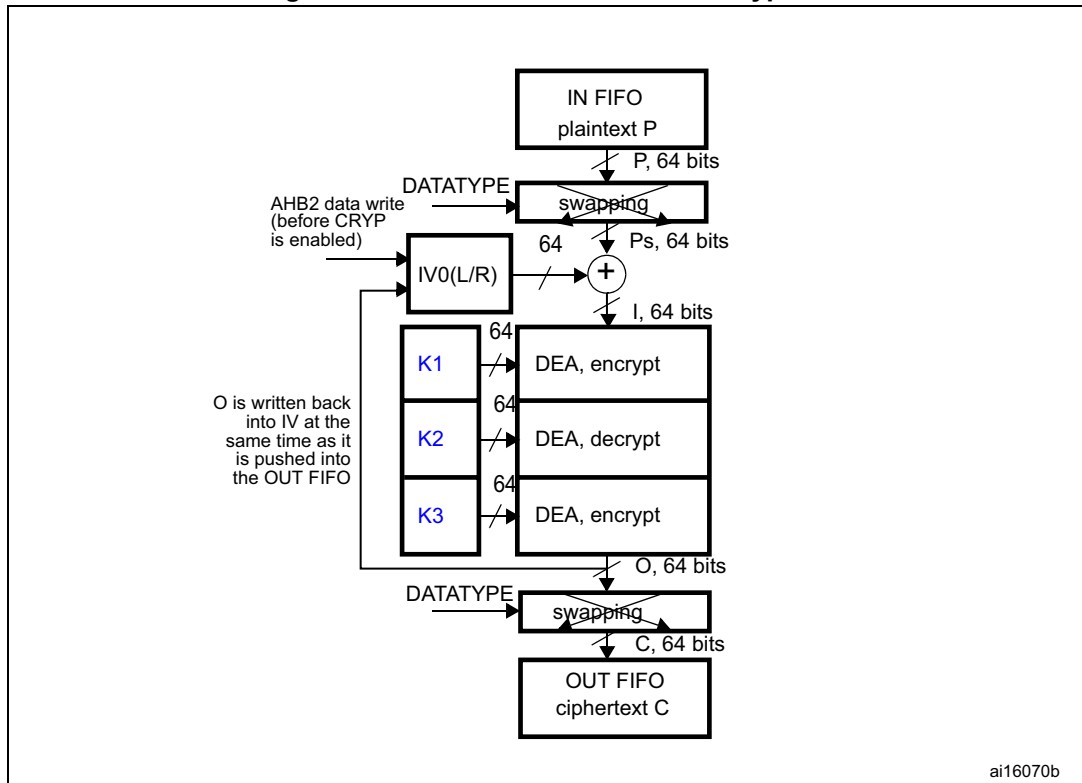 IN FIFO
plaintext P
P, 64 bits
DATATYPE
swapping
AHB2 data write
(before CRYP
is enabled)
Ps, 64 bits
64
IV0(L/R)
+
I, 64 bits
64
K1
DEA, encrypt
O is written back
into IV at the
same time as it
is pushed into
the OUT FIFO
64
K2
DEA, decrypt
64
K3
DEA, encrypt
O, 64 bits
DATATYPE
swapping
C, 64 bits
OUT FIFO
ciphertext C
ai16070b